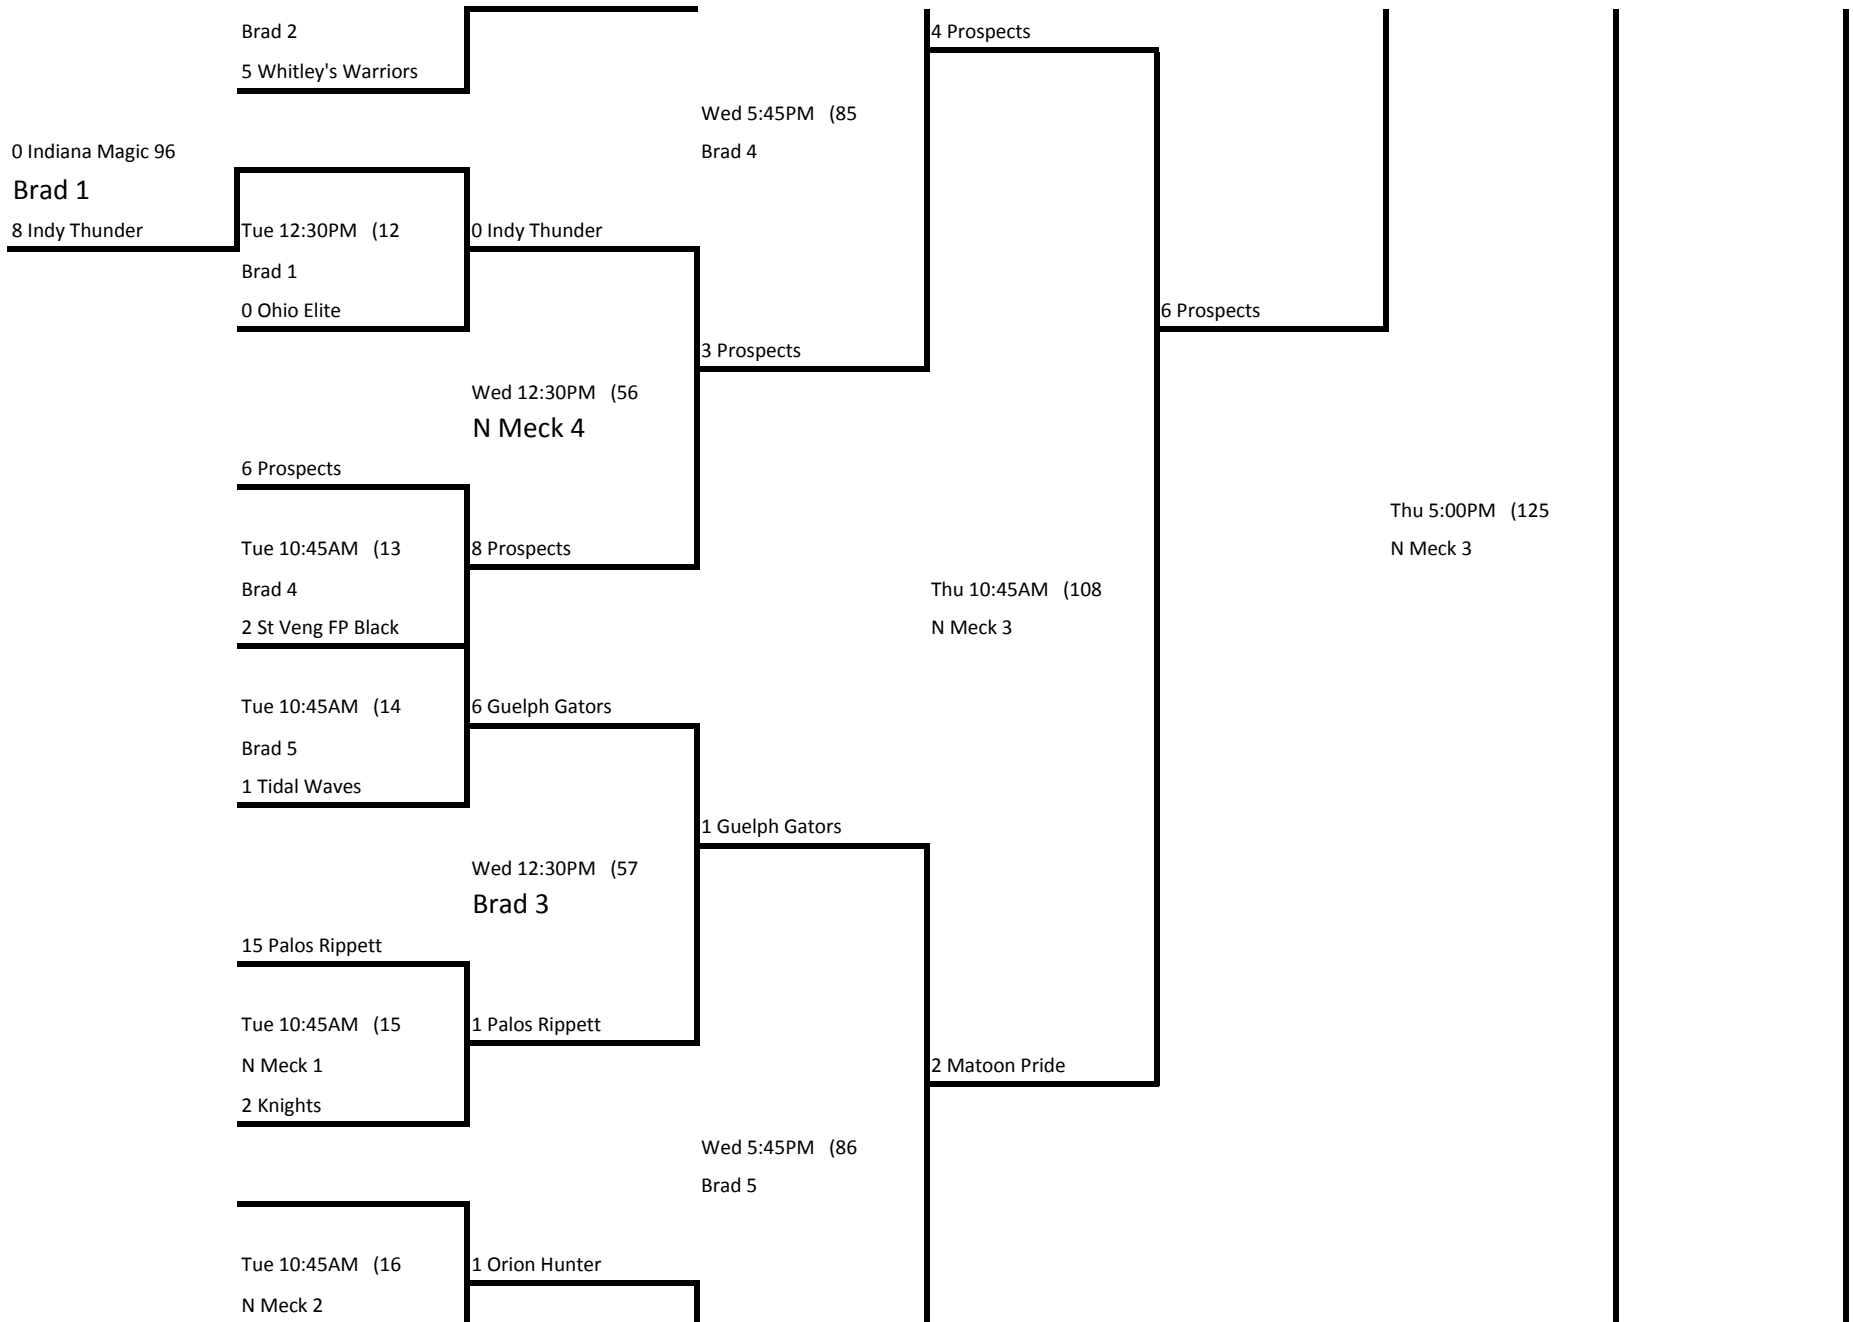 Brad 2
4 Prospects
5 Whitley's Warriors
Wed 5:45PM (85
0 Indiana Magic 96
Brad 4
Brad 1
8 Indy Thunder
Tue 12:30PM (12
0 Indy Thunder
Brad 1
0 Ohio Elite
6 Prospects
3 Prospects
Wed 12:30PM (56
N Meck 4
6 Prospects
Thu 5:00PM (125
Tue 10:45AM (13
8 Prospects
N Meck 3
Brad 4
Thu 10:45AM (108
2 St Veng FP Black
N Meck 3
Tue 10:45AM (14
6 Guelph Gators
Brad 5
1 Tidal Waves
1 Guelph Gators
Wed 12:30PM (57
Brad 3
15 Palos Rippett
Tue 10:45AM (15
1 Palos Rippett
N Meck 1
2 Matoon Pride
2 Knights
Wed 5:45PM (86
Brad 5
Tue 10:45AM (16
1 Orion Hunter
N Meck 2